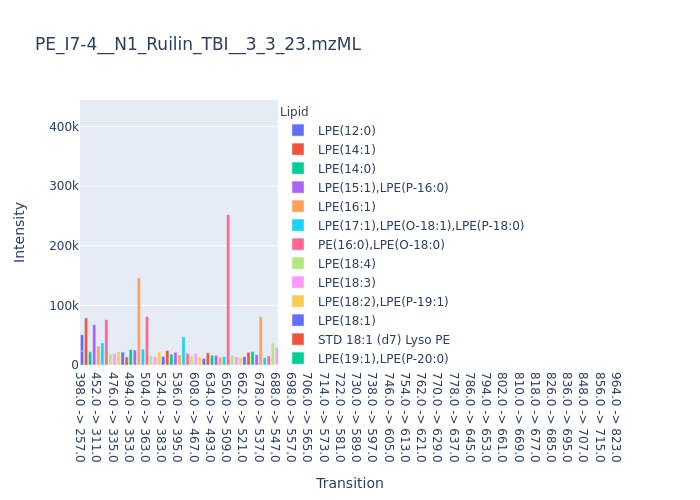 PE_I7-4__N1_Ruilin_TBI__3_3_23.mzML
Lipid
LPE(12:0)
LPE(14:1)
LPE(14:0)
LPE(15:1),LPE(P-16:0)
LPE(16:1)
LPE(17:1),LPE(O-18:1),LPE(P-18:0)
PE(16:0),LPE(O-18:0)
LPE(18:4)
LPE(18:3)
LPE(18:2),LPE(P-19:1)
LPE(18:1)
STD 18:1 (d7) Lyso PE
LPE(19:1),LPE(P-20:0)
Intensity
400k
300k
200k
100k
0
398.0 -> 257.0
452.0 -> 311.0
476.0 -> 335.0
494.0 -> 353.0
504.0 -> 363.0
524.0 -> 383.0
536.0 -> 395.0
608.0 -> 467.0
634.0 -> 493.0
650.0 -> 509.0
662.0 -> 521.0
678.0 -> 537.0
688.0 -> 547.0
698.0 -> 557.0
706.0 -> 565.0
714.0 -> 573.0
722.0 -> 581.0
730.0 -> 589.0
738.0 -> 597.0
746.0 -> 605.0
754.0 -> 613.0
762.0 -> 621.0
770.0 -> 629.0
778.0 -> 637.0
786.0 -> 645.0
794.0 -> 653.0
802.0 -> 661.0
810.0 -> 669.0
818.0 -> 677.0
826.0 -> 685.0
836.0 -> 695.0
848.0 -> 707.0
856.0 -> 715.0
964.0 -> 823.0
Transition